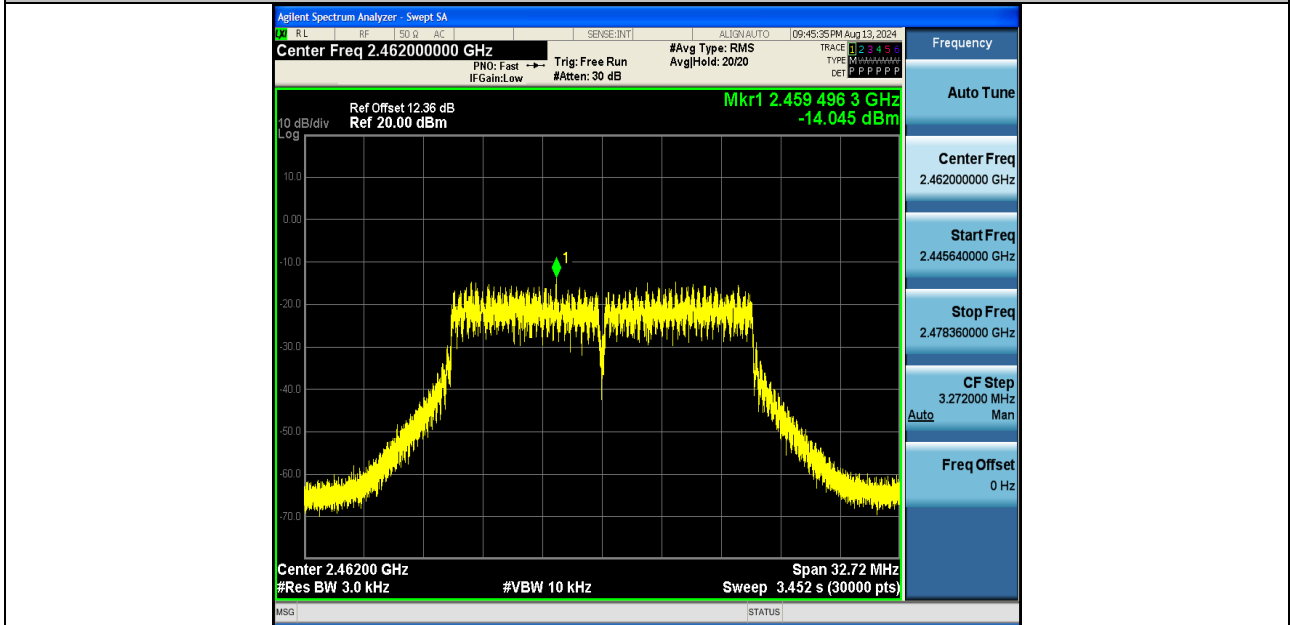 Agilent Spectrum Analyzer - Swept SA
LXI RL RF 50 Ω AC SENSE:INT ALIGN AUTO 09:45:35 PM Aug 13, 2024
Center Freq 2.462000000 GHz
PNO: Fast
IFGain:Low
Trig: Free Run
#Atten: 30 dB
#Avg Type: RMS
Avg|Hold: 20/20
TRACE 1 2 3 4 5 6
TYPE M
DET P P P P P P
Ref Offset 12.36 dB
10 dB/div Ref 20.00 dBm
Log
Mkr1 2.459 496 3 GHz
-14.045 dBm
10.0
0.00
-10.0
-20.0
-30.0
-40.0
-50.0
-60.0
-70.0
1
Center 2.46200 GHz Span 32.72 MHz
#Res BW 3.0 kHz #VBW 10 kHz Sweep 3.452 s (30000 pts)
MSG STATUS
Frequency
Auto Tune
Center Freq
2.462000000 GHz
Start Freq
2.445640000 GHz
Stop Freq
2.478360000 GHz
CF Step
3.272000 MHz
Auto Man
Freq Offset
0 Hz